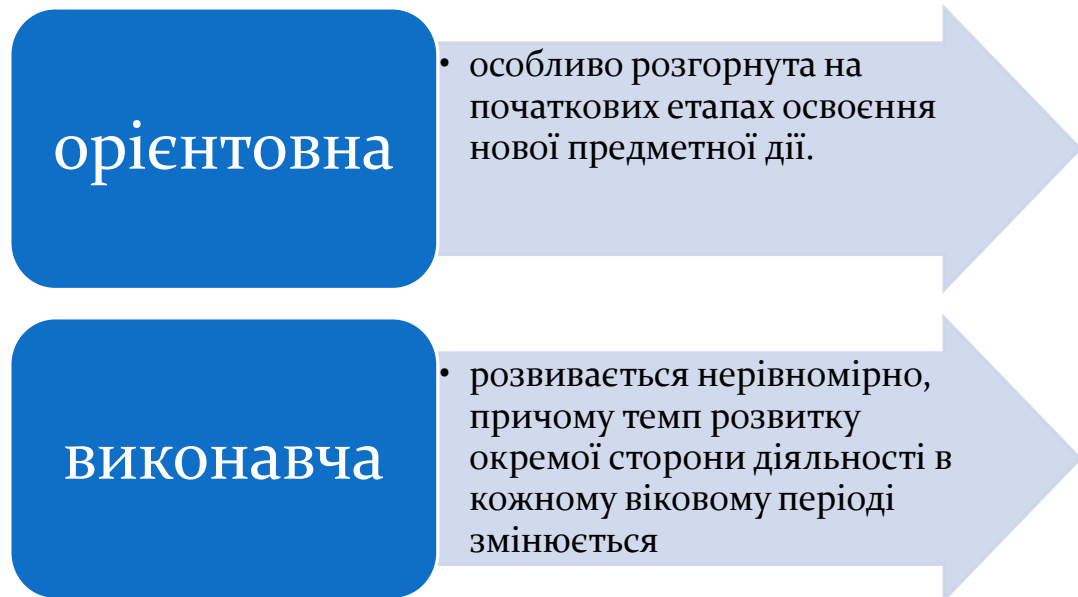 орієнтовна
• особливо розгорнута на
початкових етапах освоєння
нової предметної дії.
виконавча
• розвивається нерівномірно,
причому темп розвитку
окремої сторони діяльності в
кожному віковому періоді
змінюється